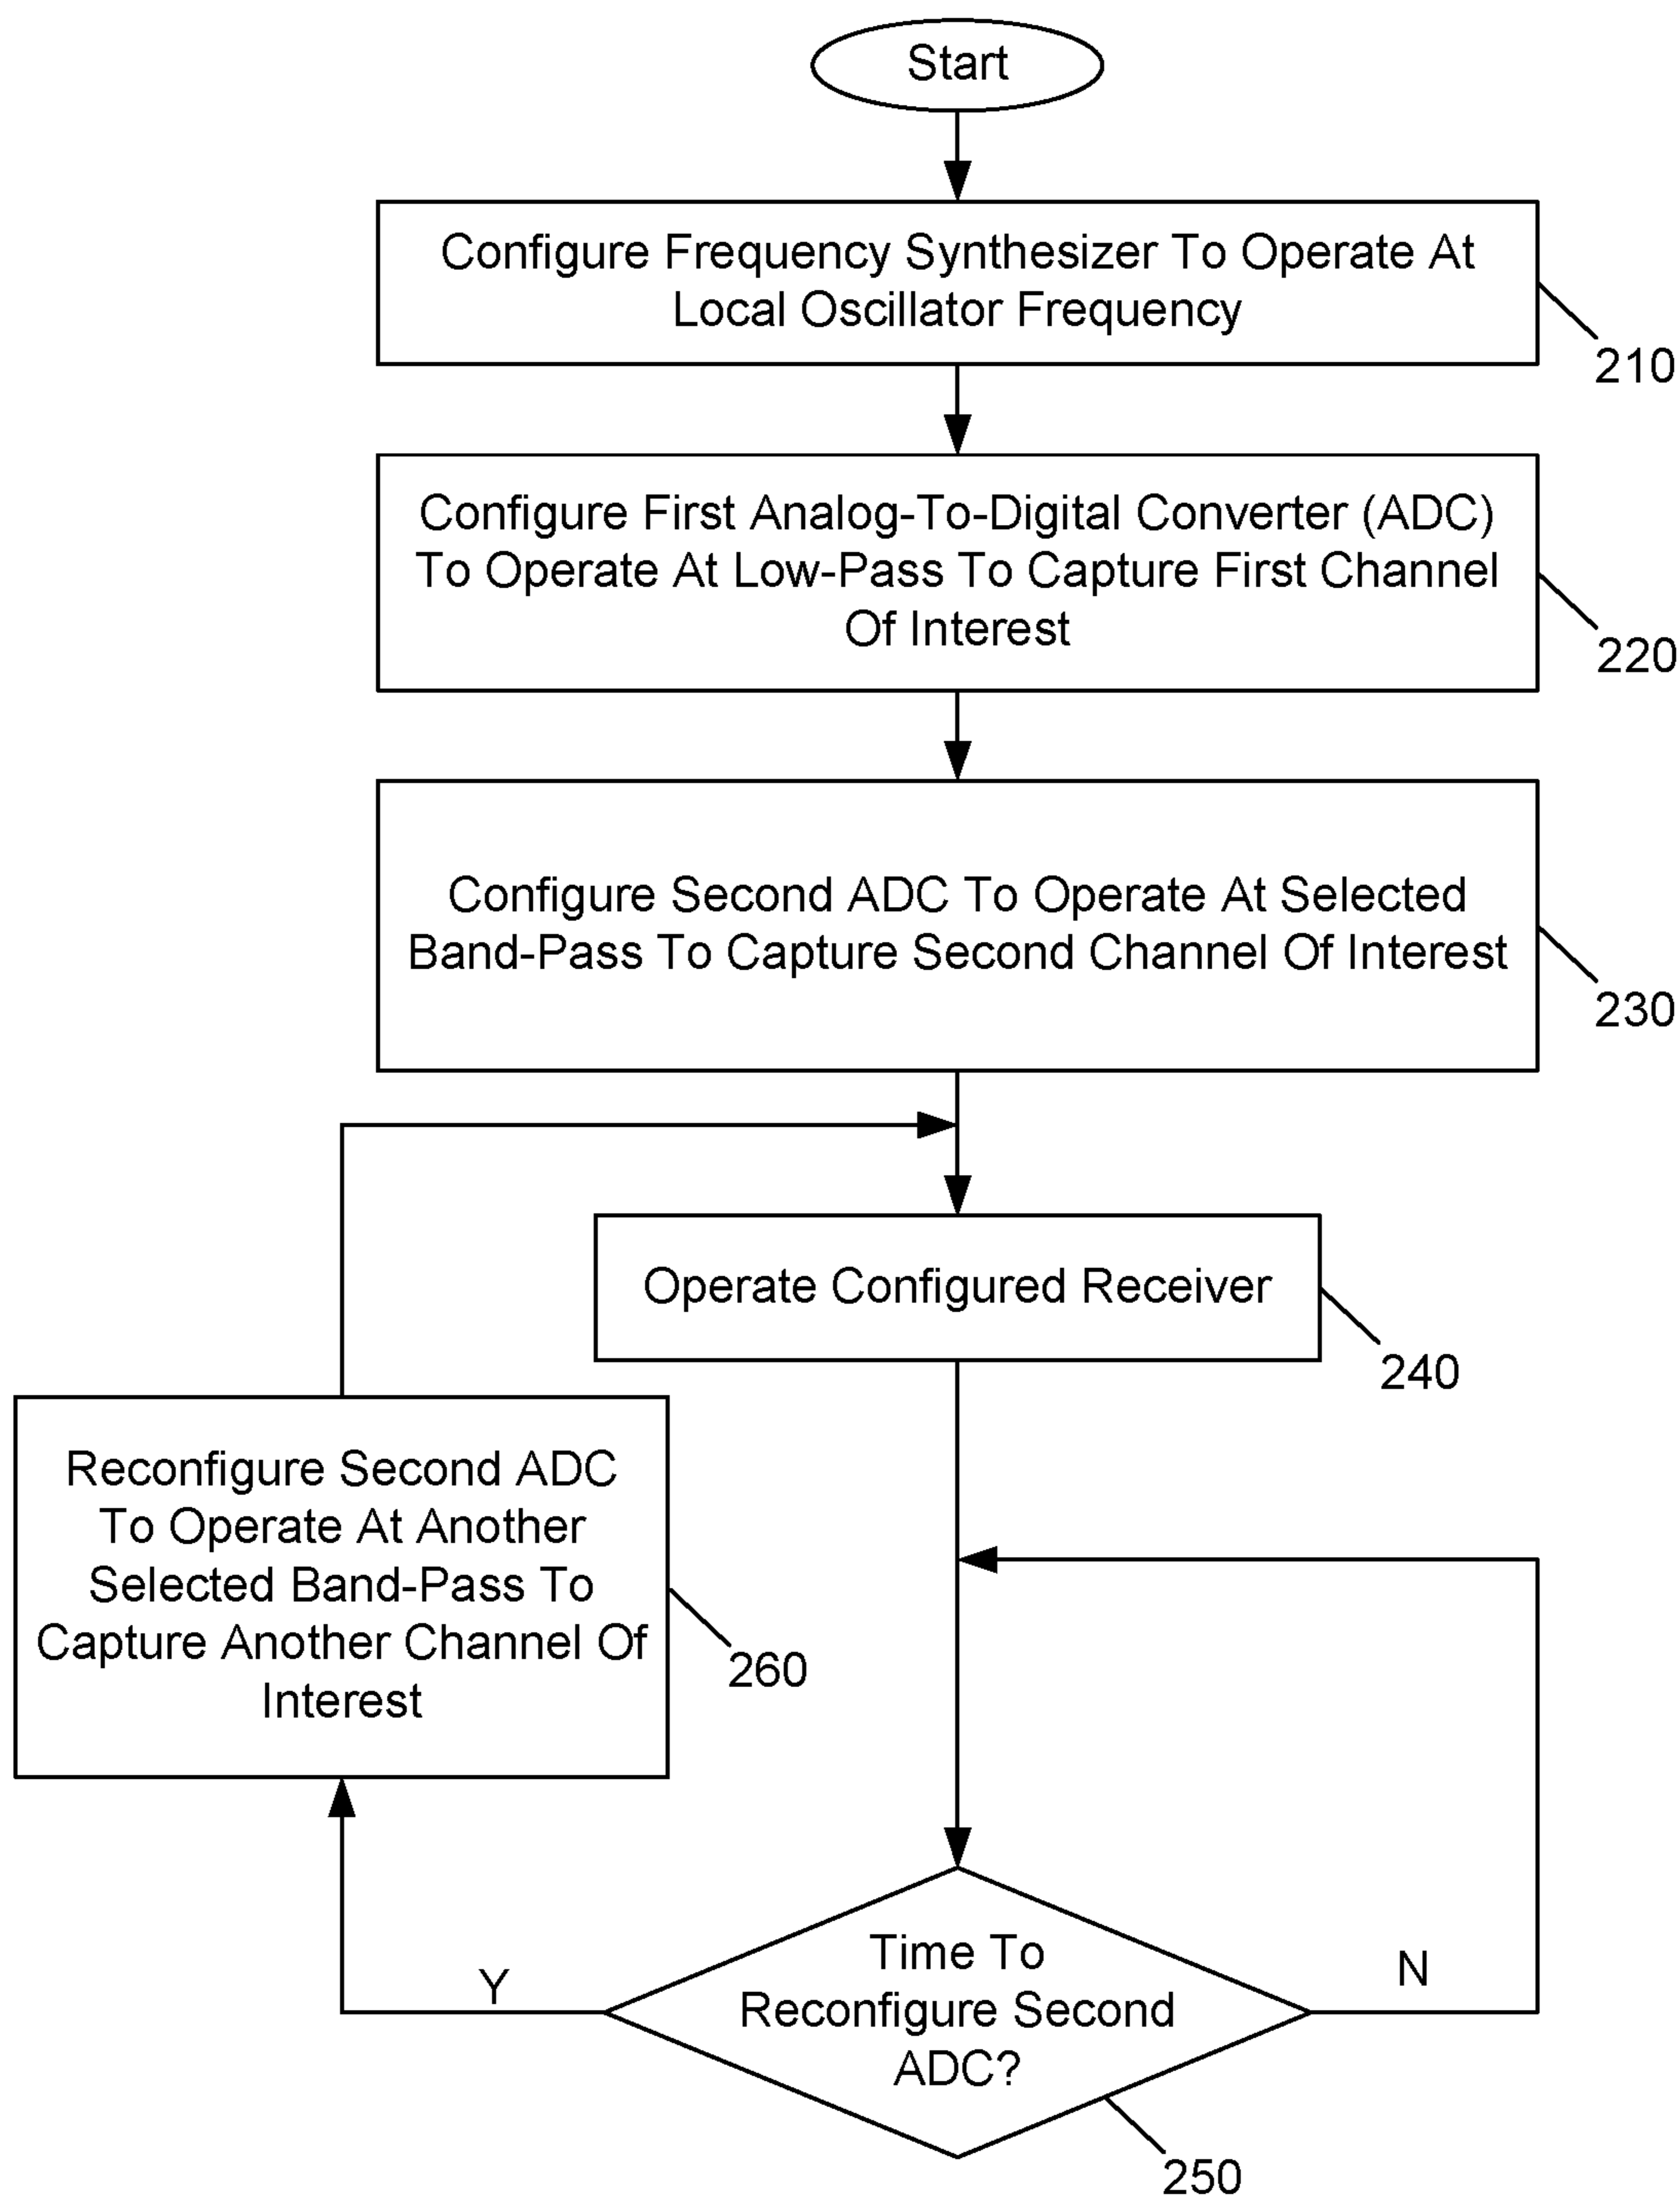 Start
Configure Frequency Synthesizer To Operate At
Local Oscillator Frequency
210
Configure First Analog-To-Digital Converter (ADC)
To Operate At Low-Pass To Capture First Channel
Of Interest
220
Configure Second ADC To Operate At Selected
Band-Pass To Capture Second Channel Of Interest
230
Operate Configured Receiver
240
Reconfigure Second ADC
To Operate At Another
Selected Band-Pass To
Capture Another Channel Of
Interest
260
Y
Time To
Reconfigure Second
ADC?
N
250